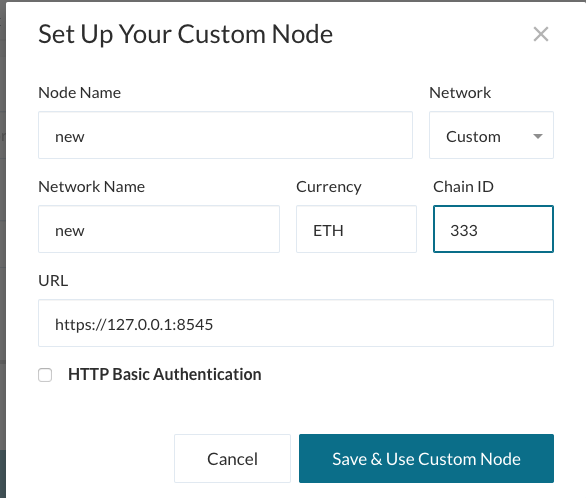 Set Up Your Custom Node
Node Name Network
new Custom
Network Name Currency Chain ID
new ETH 333
URL
https://127.0.0.1:8545
HTTP Basic Authentication
Cancel Save & Use Custom Node